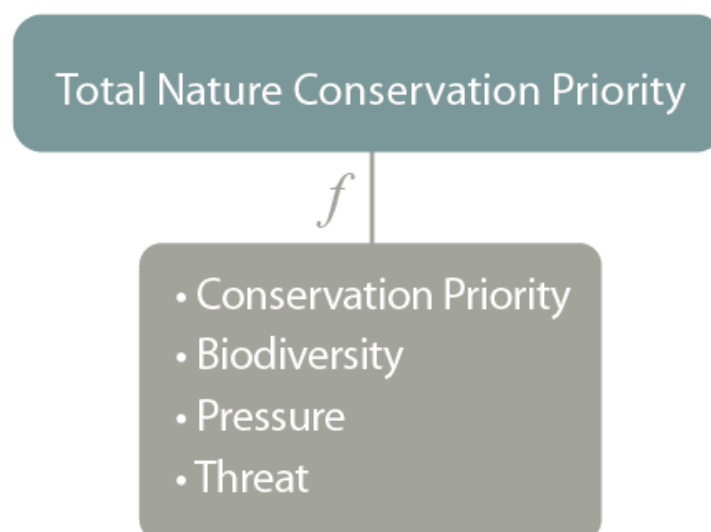 Total Nature Conservation Priority
f
• Conservation Priority
• Biodiversity
• Pressure
• Threat